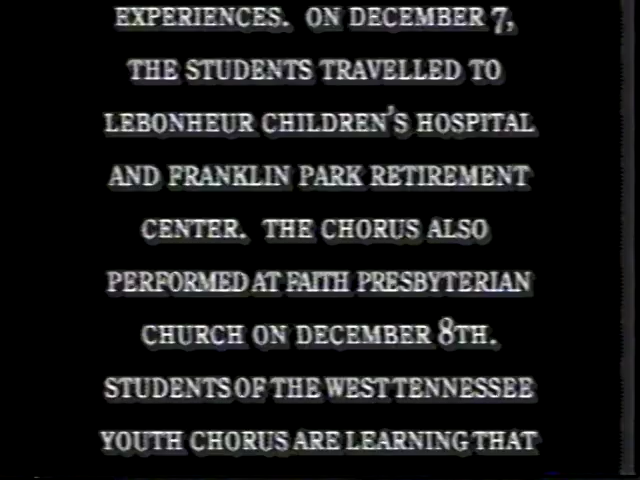 EXPERIENCES. ON DECEMBER 7,
THE STUDENTS TRAVELLED TO
LEBONHEUR CHILDREN'S HOSPITAL
AND FRANKLIN PARK RETIREMENT
CENTER. THE CHORUS ALSO
PERFORMED AT FAITH PRESBYTERIAN
CHURCH ON DECEMBER 8TH.
STUDENTS OF THE WEST TENNESSEE
YOUTH CHORUS ARE LEARNING THAT